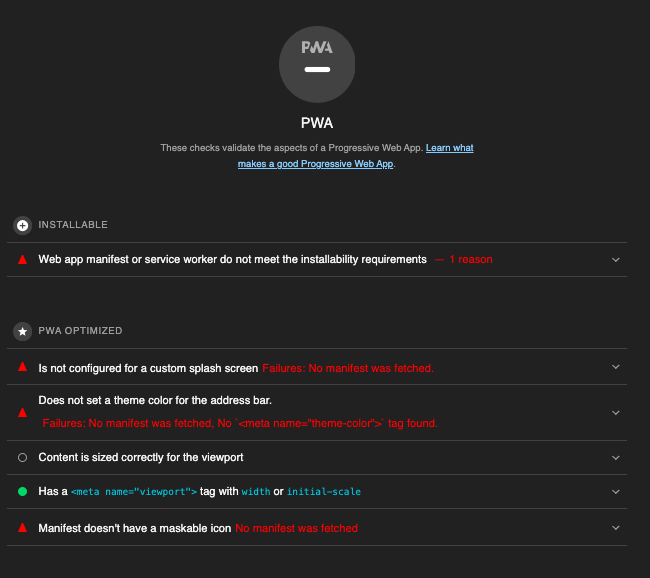 PWA
PWA
These checks validate the aspects of a Progressive Web App. Learn what
makes a good Progressive Web App.
INSTALLABLE
Web app manifest or service worker do not meet the installability requirements — 1 reason
PWA OPTIMIZED
Is not configured for a custom splash screen Failures: No manifest was fetched.
Does not set a theme color for the address bar.
Failures: No manifest was fetched, No `<meta name="theme-color">` tag found.
Content is sized correctly for the viewport
Has a <meta name="viewport"> tag with width or initial-scale
Manifest doesn't have a maskable icon No manifest was fetched